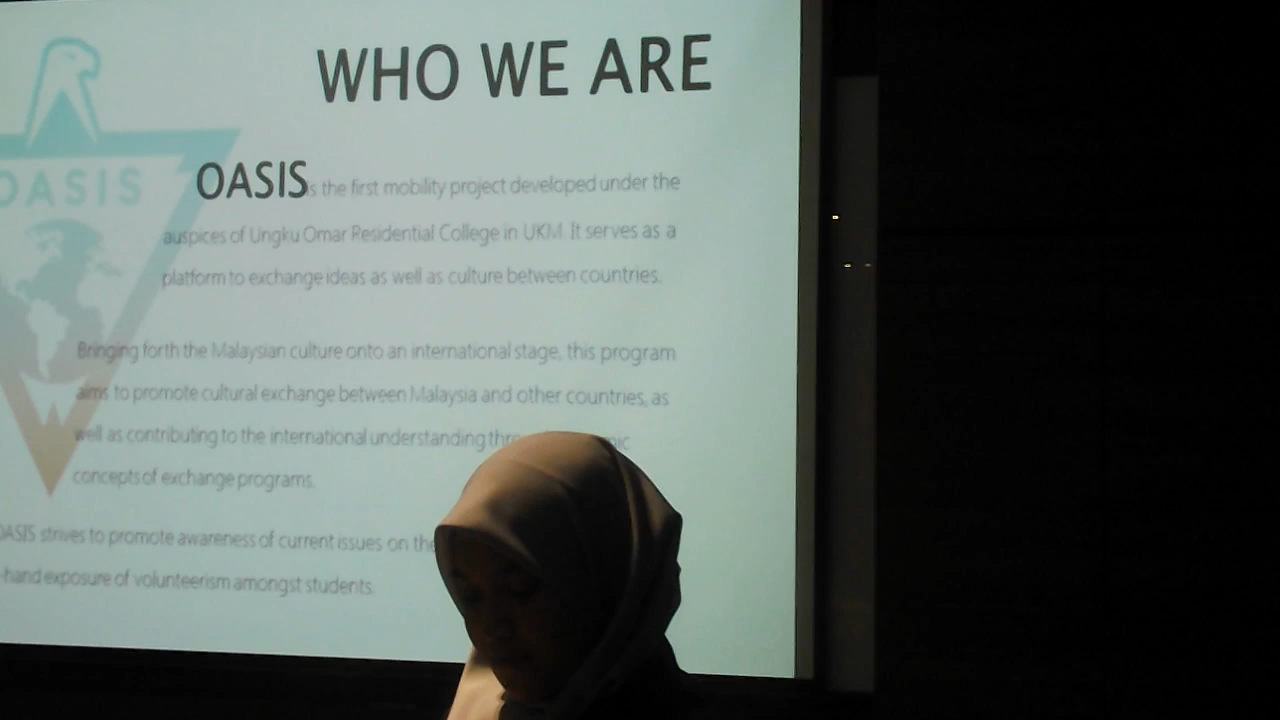 WHO WE ARE
OASIS
OASIS is the first mobility project developed under the
auspices of Ungku Omar Residential College in UKM. It serves as a
platform to exchange ideas as well as culture between countries.
Bringing forth the Malaysian culture onto an international stage, this program
aims to promote cultural exchange between Malaysia and other countries, as
well as contributing to the international understanding
concepts of exchange programs.
OASIS strives to promote awareness of current issues on the
-hand exposure of volunteerism amongst students.